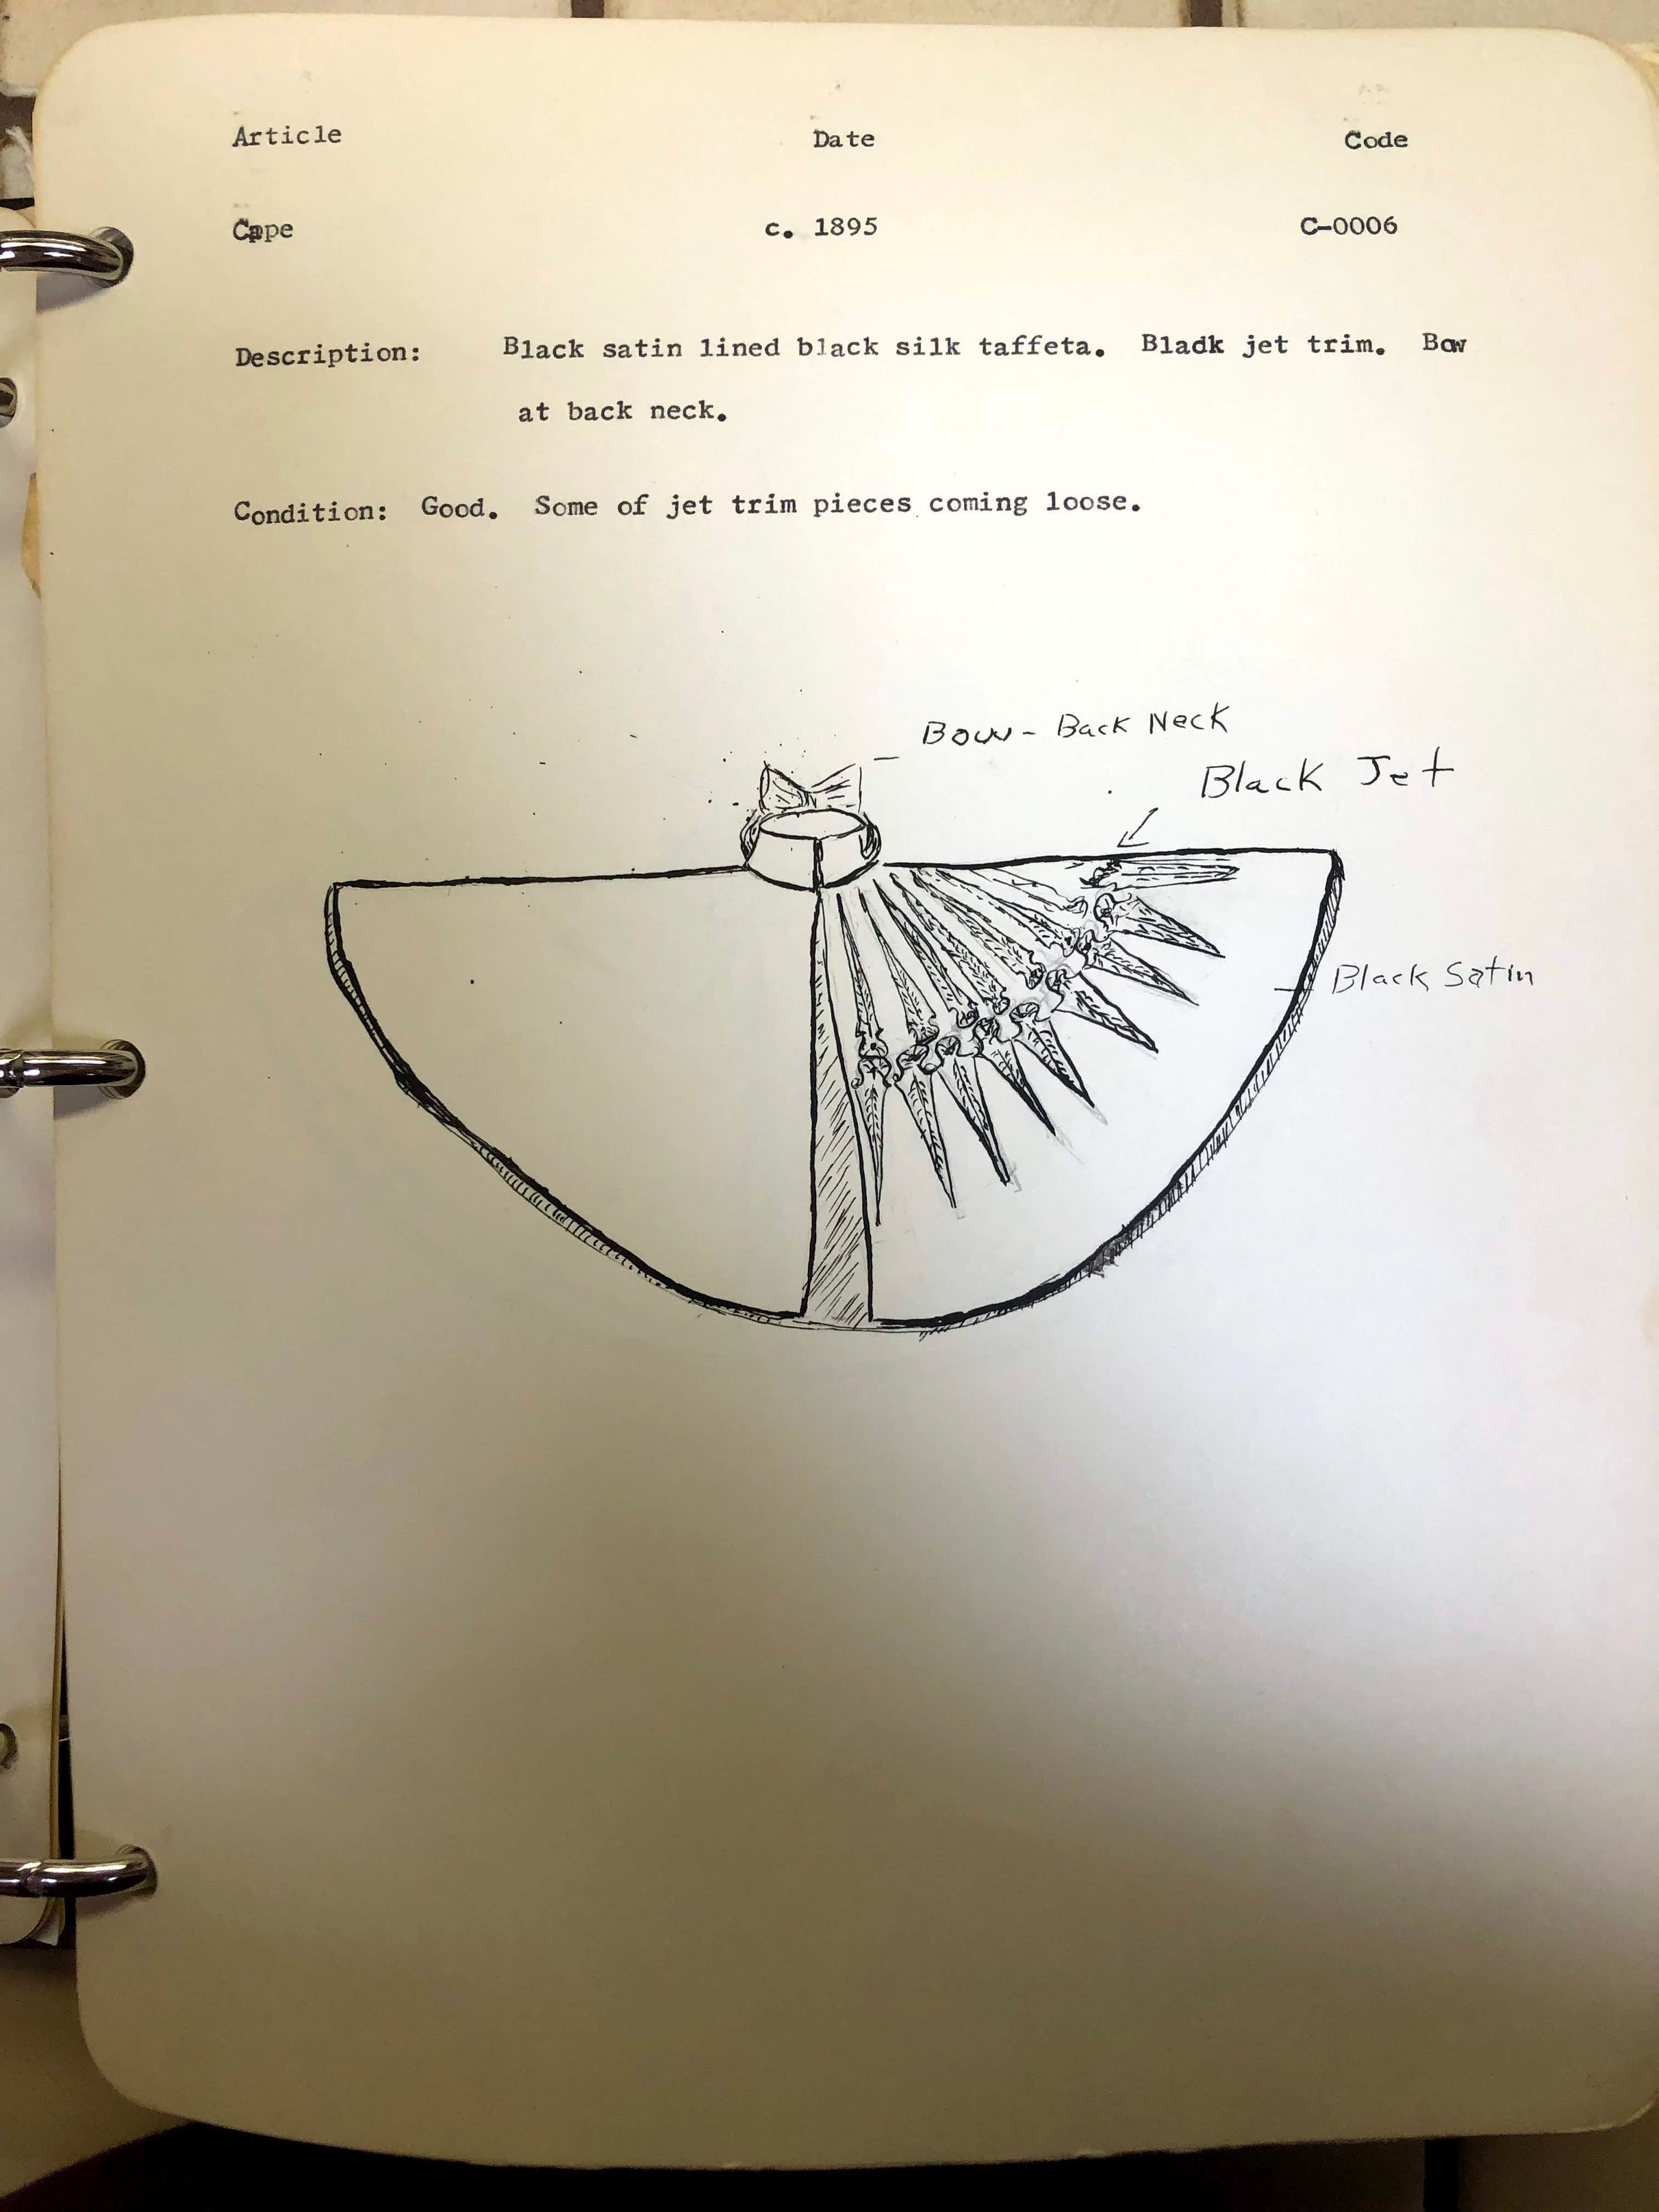 Article Date Code
Cape c. 1895 C-0006
Description: Black satin lined black silk taffeta. Bladk jet trim. Bow
at back neck.
Condition: Good. Some of jet trim pieces coming loose.
Bow - Back Neck
Black Jet
Black Satin